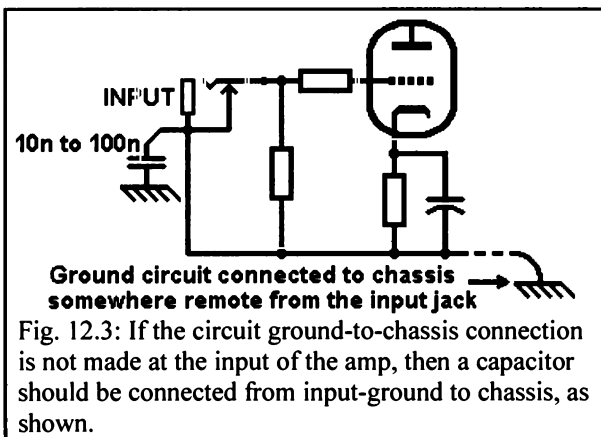 INPUT
10n to 100n
Ground circuit connected to chassis
somewhere remote from the input jack
Fig. 12.3: If the circuit ground-to-chassis connection
is not made at the input of the amp, then a capacitor
should be connected from input-ground to chassis, as
shown.